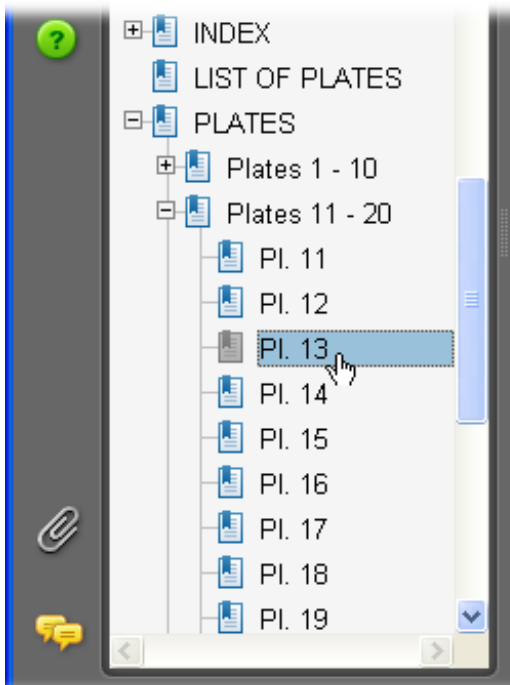 ?
INDEX
LIST OF PLATES
PLATES
Plates 1 - 10
Plates 11 - 20
Pl. 11
Pl. 12
Pl. 13
Pl. 14
Pl. 15
Pl. 16
Pl. 17
Pl. 18
Pl. 19